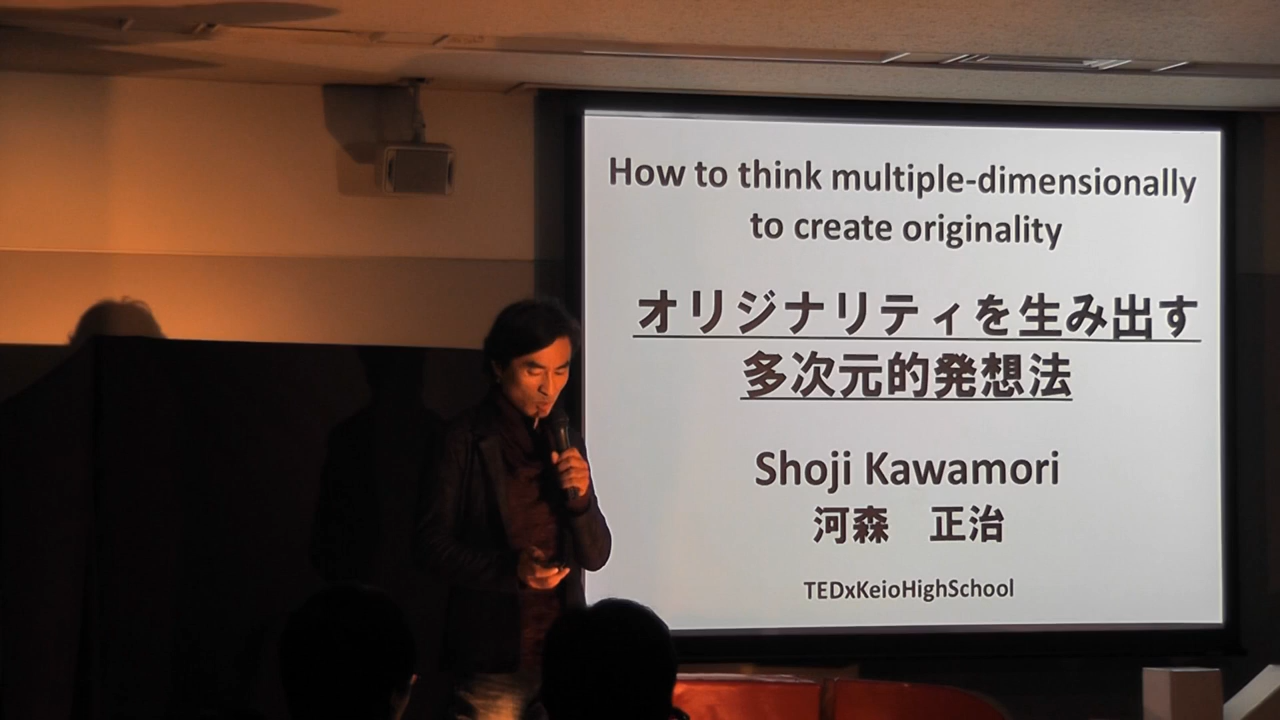 How to think multiple-dimensionally
to create originality
オリジナリティを生み出す
多次元的発想法
Shoji Kawamori
河森　正治
TEDxKeioHighSchool